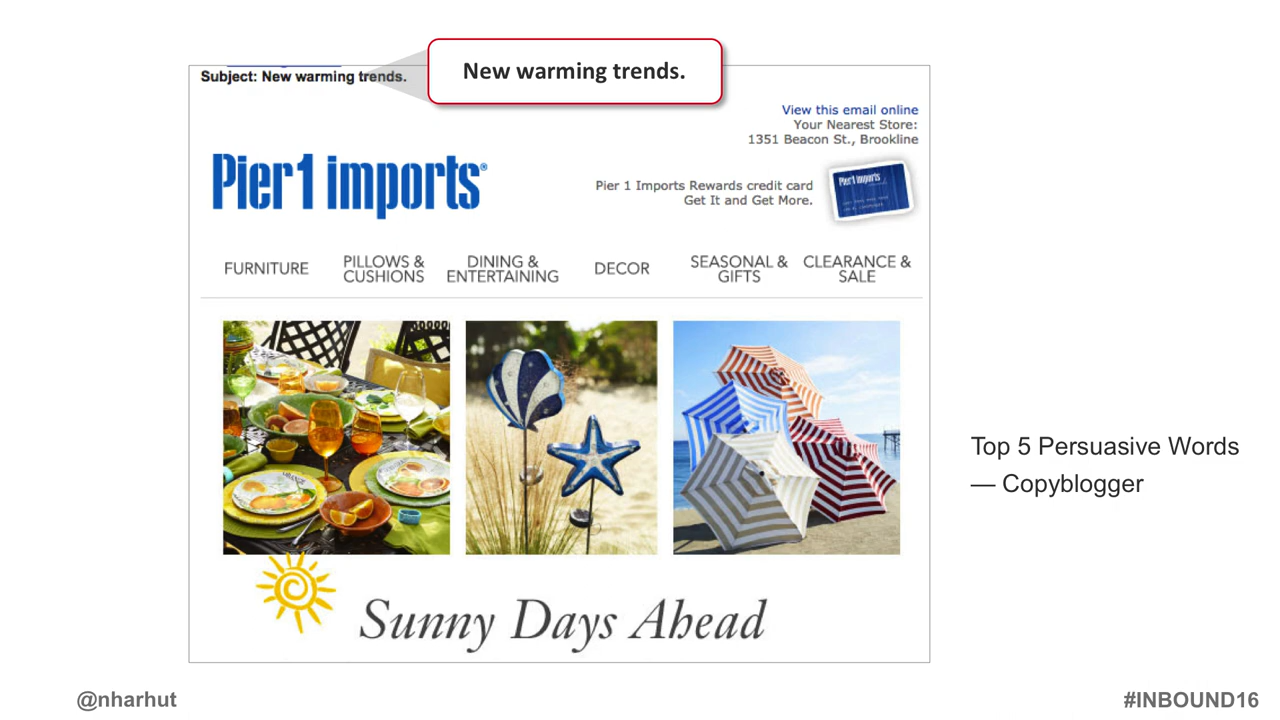 Subject: New warming trends.
New warming trends.
View this email online
Your Nearest Store:
1351 Beacon St., Brookline
Pier1 imports®
Pier 1 Imports Rewards credit card
Get It and Get More.
Pier1 imports
FURNITURE
PILLOWS &
CUSHIONS
DINING &
ENTERTAINING
DECOR
SEASONAL &
GIFTS
CLEARANCE &
SALE
Sunny Days Ahead
Top 5 Persuasive Words
— Copyblogger
@nharhut
#INBOUND16